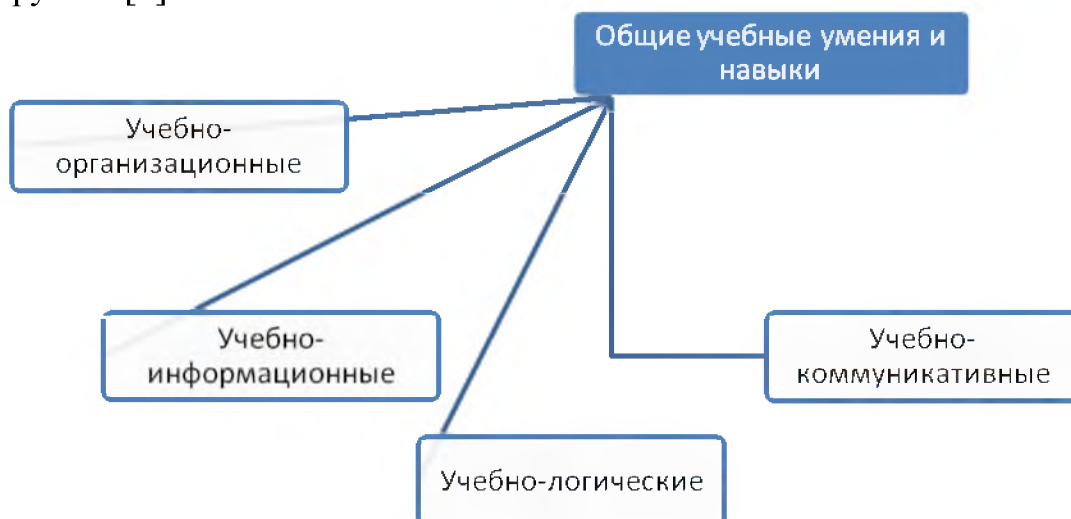 Общие учебные умения и
навыки
Учебно-
организационные
Учебно-
информационные
Учебно-
коммуникативные
Учебно-логические